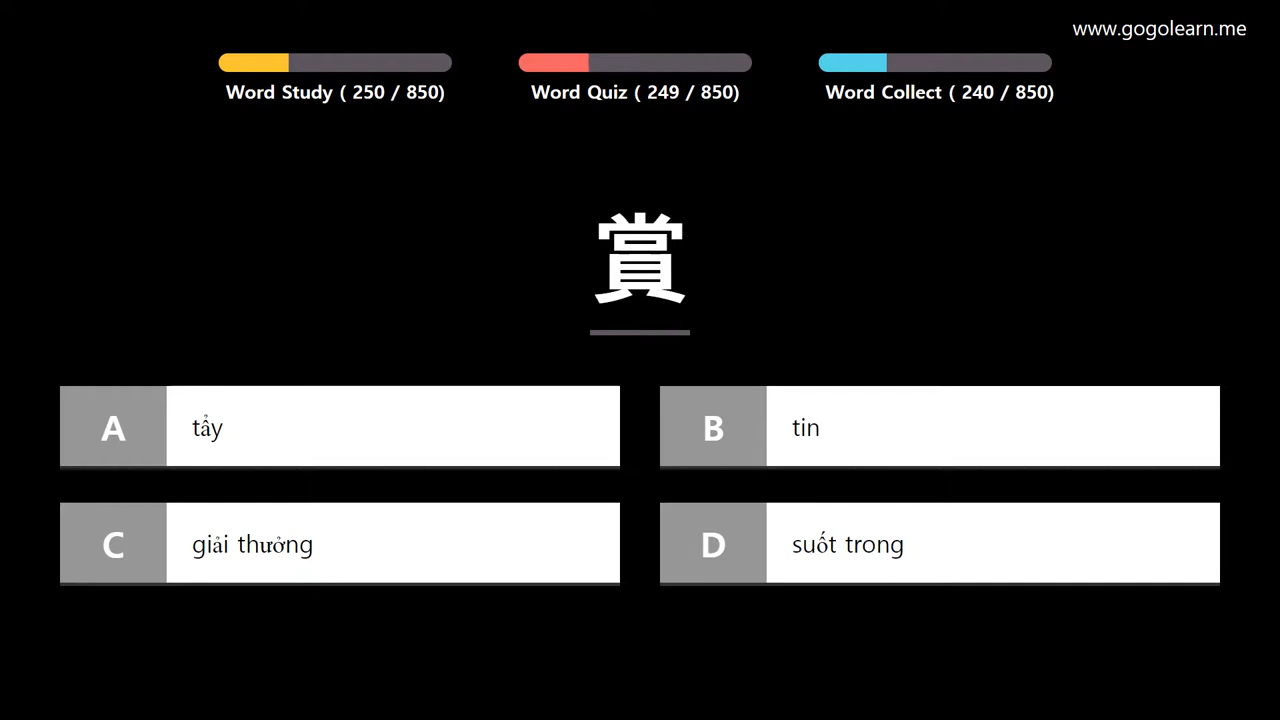 www.gogolearn.me
Word Study ( 250 / 850)
Word Quiz ( 249 / 850)
Word Collect ( 240 / 850)
賞
A tẩy
B tin
C giải thưởng
D suốt trong